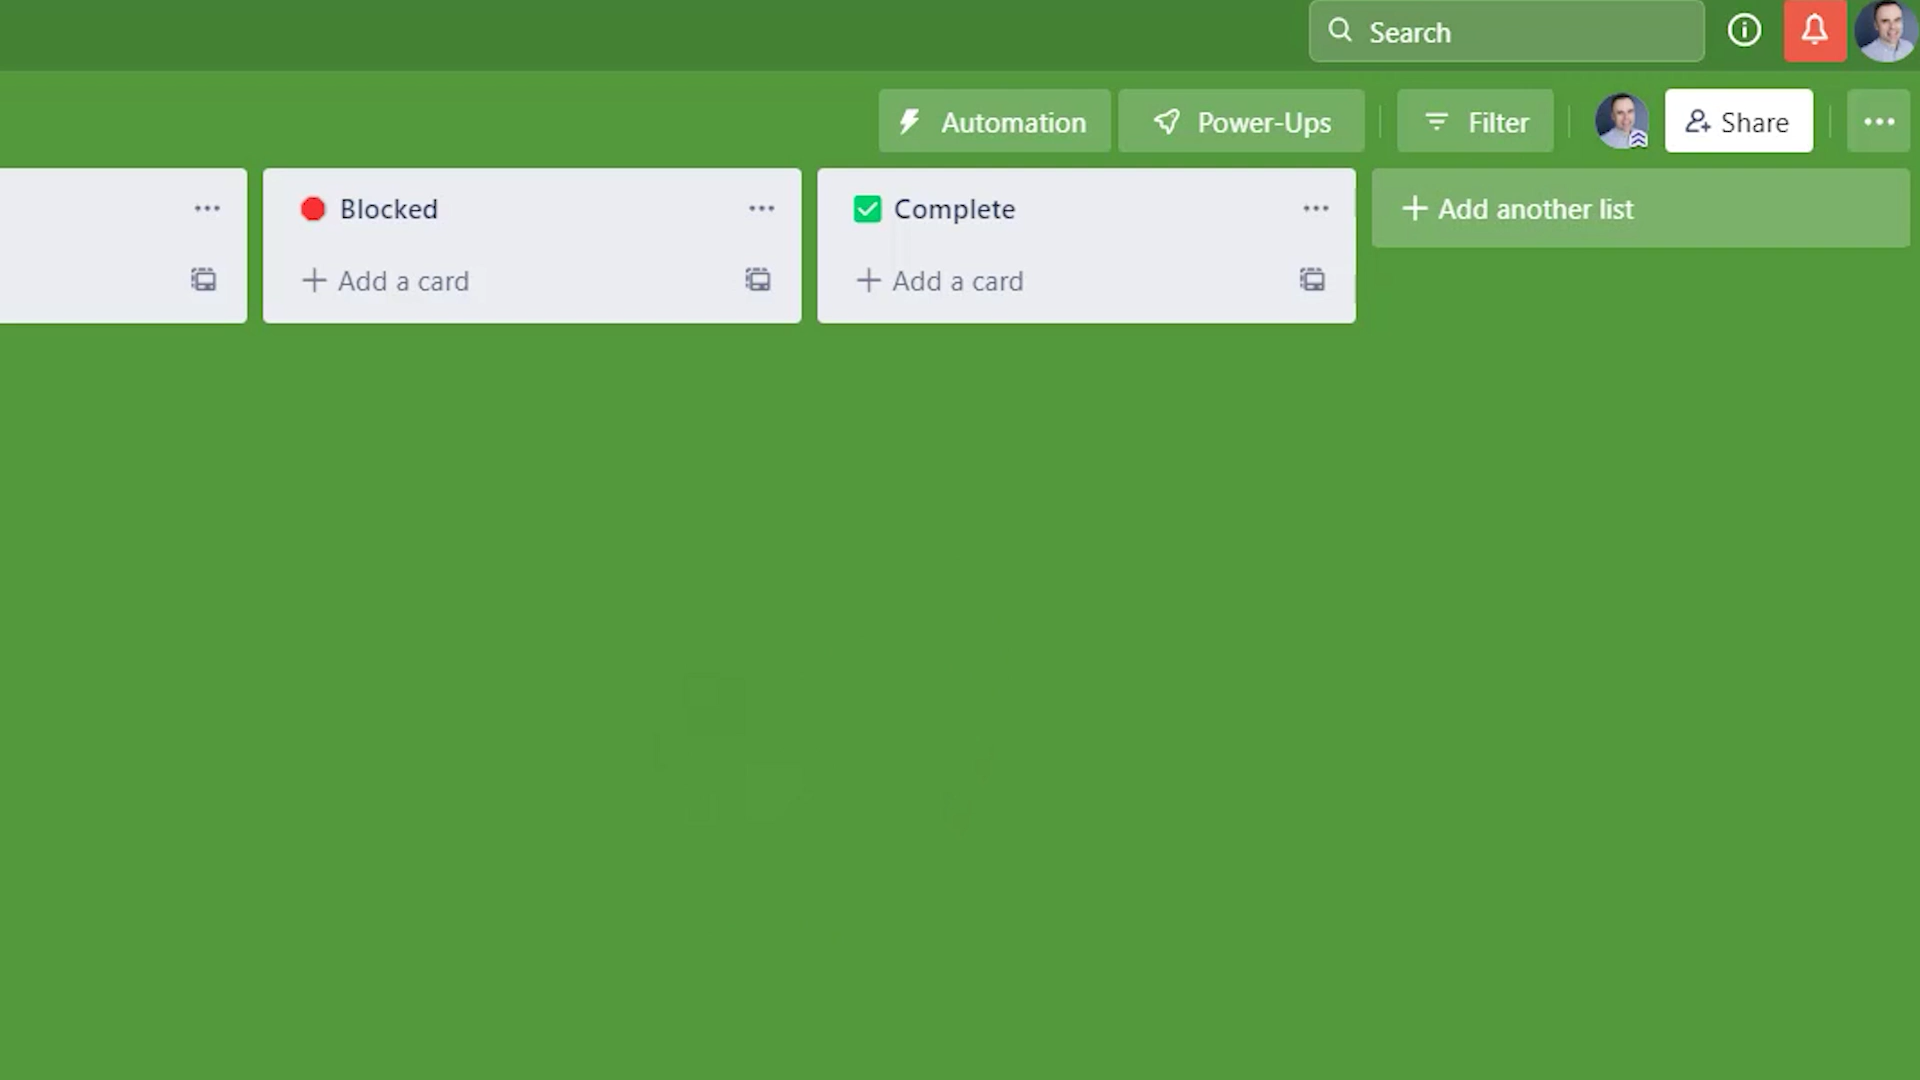 Search
Automation
Power-Ups
Filter
Share
Blocked
Complete
Add another list
Add a card
Add a card